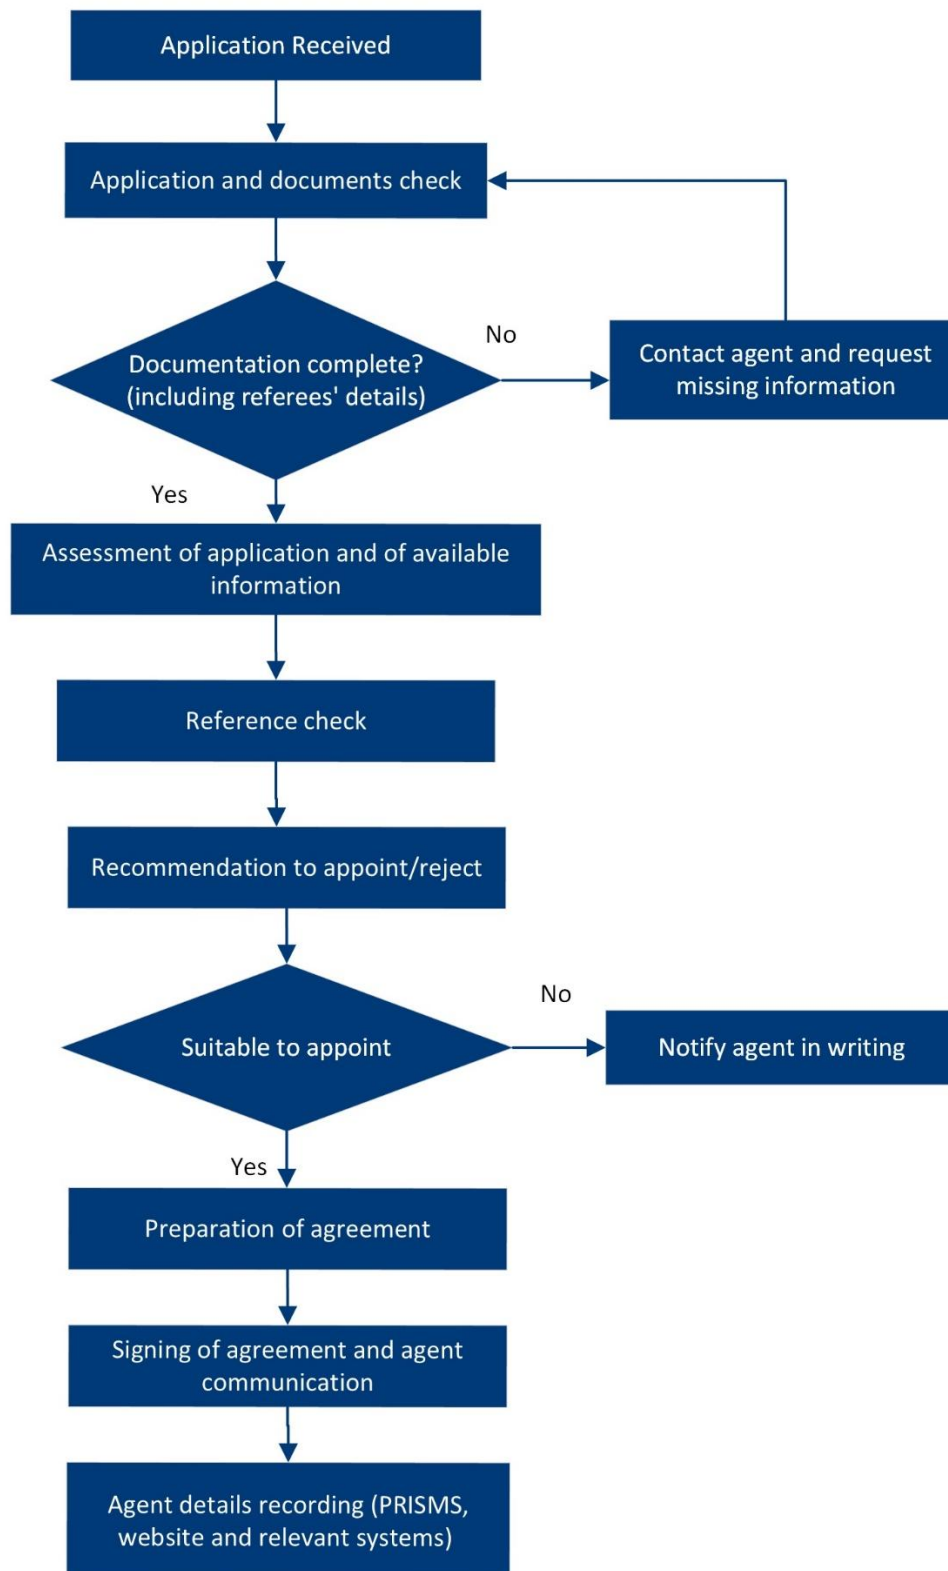 Application Received
Application and documents check
Documentation complete?
(including referees' details)
No
Contact agent and request
missing information
Yes
Assessment of application and of available
information
Reference check
Recommendation to appoint/reject
Suitable to appoint
No
Notify agent in writing
Yes
Preparation of agreement
Signing of agreement and agent
communication
Agent details recording (PRISMS,
website and relevant systems)